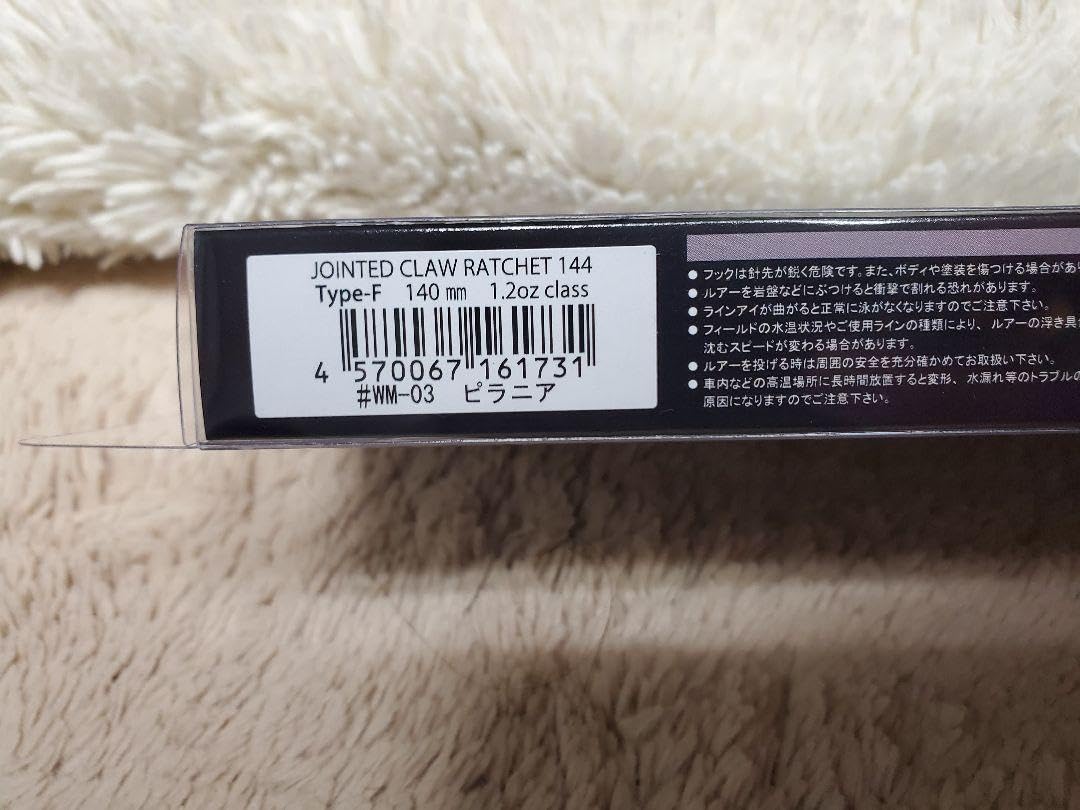 JOINTED CLAW RATCHET 144
Type-F 140 mm 1.2oz class
4 570067 161731
#WM-03 ピラニア
● フックは針先が鋭く危険です。また、ボディや塗装を傷つける場合があ
● ルアーを岩盤などにぶつけると衝撃で割れる恐れがあります。
● ラインアイが曲がると正常に泳がなくなりますのでご注意下さい。
● フィールドの水温状況やご使用ラインの種類により、ルアーの浮き具
沈むスピードが変わる場合があります。
● ルアーを投げる時は周囲の安全を充分確かめてお取扱い下さい。
● 車内などの高温場所に長時間放置すると変形、水漏れ等のトラブルの
原因になりますのでご注意下さい。